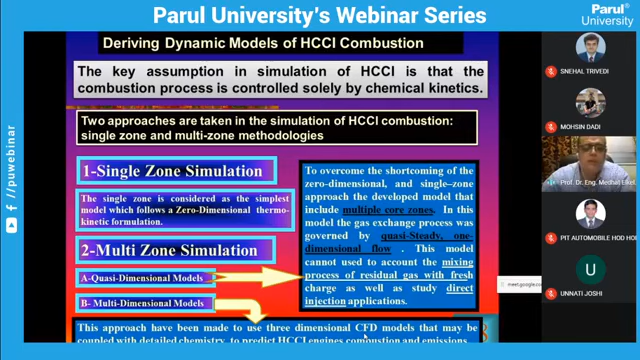 Parul University's Webinar Series
Parul®
University
Deriving Dynamic Models of HCCI Combustion
The key assumption in simulation of HCCI is that the
combustion process is controlled solely by chemical kinetics.
Two approaches are taken in the simulation of HCCI combustion:
single zone and multi-zone methodologies
1-Single Zone Simulation
The single zone is considered as the simplest
model which follows a Zero-Dimensional thermo-
kinetic formulation.
2-Multi Zone Simulation
A-Quasi-Dimensional Models
B- Multi-Dimensional Models
To overcome the shortcoming of the
zero-dimensional, and single-zone
approach the developed model that
include multiple core zones. In this
model the gas exchange process was
governed by quasi-Steady, one-
dimensional flow . This model
cannot used to account the mixing
process of residual gas with fresh
charge as well as study direct
injection applications.
This approach have been made to use three dimensional CFD models that may be
coupled with detailed chemistry, to predict HCCI engines combustion and emissions.
/puwebinar
SNEHAL TRIVEDI
MOHSIN DADI
Prof. Dr. Eng. Medhat Elkel..
PIT AUTOMOBILE HOD
U
UNNATI JOSHI
meet.google.com